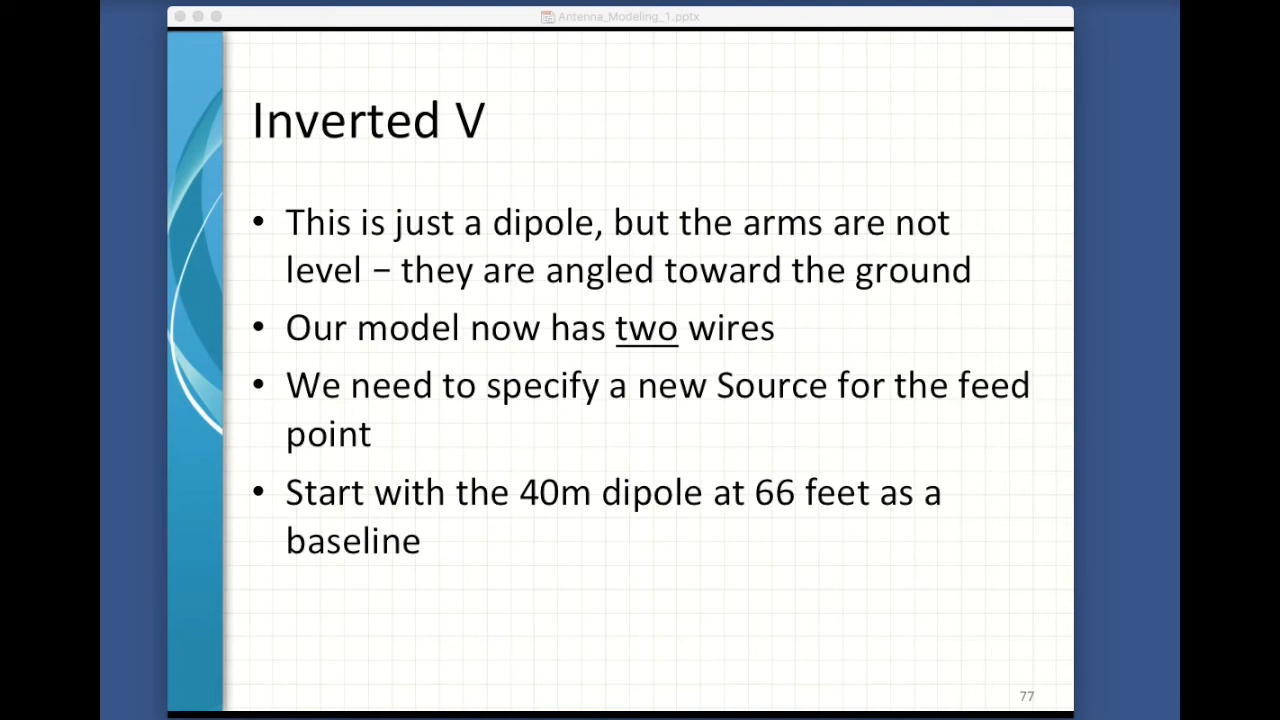 Antenna_Modeling_1.pptx
Inverted V
• This is just a dipole, but the arms are not
level – they are angled toward the ground
• Our model now has two wires
• We need to specify a new Source for the feed
point
• Start with the 40m dipole at 66 feet as a
baseline
77